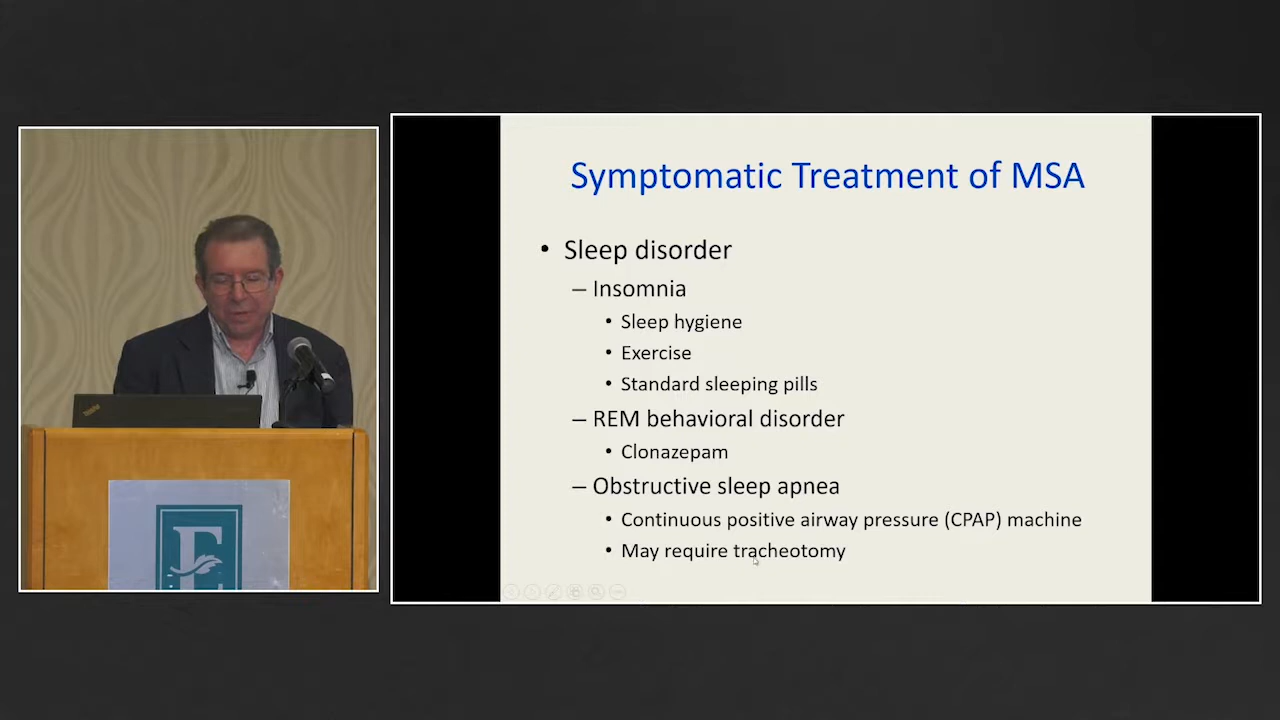 Symptomatic Treatment of MSA
• Sleep disorder
– Insomnia
• Sleep hygiene
• Exercise
• Standard sleeping pills
– REM behavioral disorder
• Clonazepam
– Obstructive sleep apnea
• Continuous positive airway pressure (CPAP) machine
• May require tracheotomy
ThinkPad
E